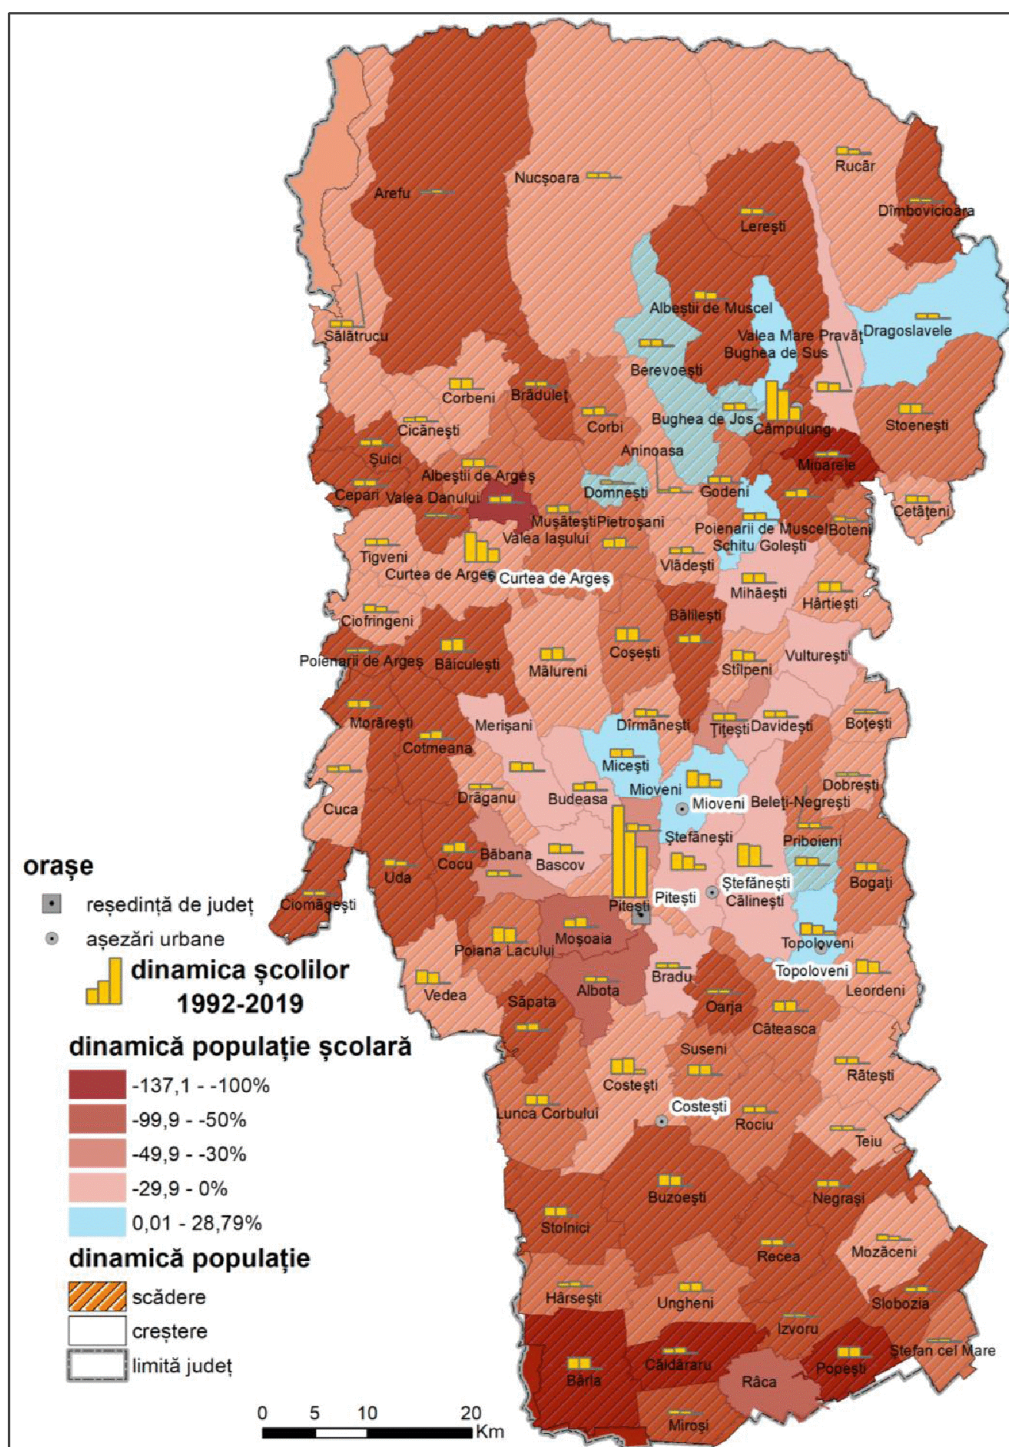 Arefu
Nucșoara
Rucăr
Dîmbovicioara
Lerești
Sălătrucu
Albeștii de Muscel
Valea Mare Pravăț
Dragoslavele
Bughea de Sus
Berevoești
Corbeni
Brăduleț
Cicănești
Corbi
Bughea de Jos
Câmpulung
Stoenești
Șuici
Aninoasa
Mioarele
Albeștii de Argeș
Cepari
Valea Danului
Domnești
Godeni
Cetățeni
Mușătești
Pietroșani
Poienarii de Muscel
Boteni
Valea Iașului
Schitu Golești
Tigveni
Vlădești
Curtea de Argeș
Curtea de Argeș
Mihăești
Hârtiești
Ciofringeni
Bălilești
Coșești
Vulturești
Poienarii de Argeș
Băiculești
Mălureni
Stîlpeni
Morărești
Merișani
Dîrmănești
Țițești
Davidești
Boțești
Cotmeana
Micești
Mioveni
Dobrești
Cuca
Drăganu
Budeasa
Mioveni
Beleți-Negrești
Ștefănești
Priboieni
Cocu
Băbana
Bascov
Uda
Bogați
Ștefănești
Călinești
Ciomăgești
Pitești
Pitești
Moșoaia
Topoloveni
Poiana Lacului
Topoloveni
Vedea
Albota
Bradu
Leordeni
Săpata
Oarja
Căteasca
Suseni
Costești
Rătești
Costești
Lunca Corbului
Rociu
Teiu
Buzoești
Negrași
Stolnici
Recea
Mozăceni
Hârsești
Ungheni
Slobozia
Izvoru
Ștefan cel Mare
Bârla
Căldăraru
Popești
Râca
Miroși
orașe
reședință de județ
așezări urbane
dinamica școlilor
1992-2019
dinamică populație școlară
-137,1 - -100%
-99,9 - -50%
-49,9 - -30%
-29,9 - 0%
0,01 - 28,79%
dinamică populație
scădere
creștere
limită județ
0 5 10 20
Km